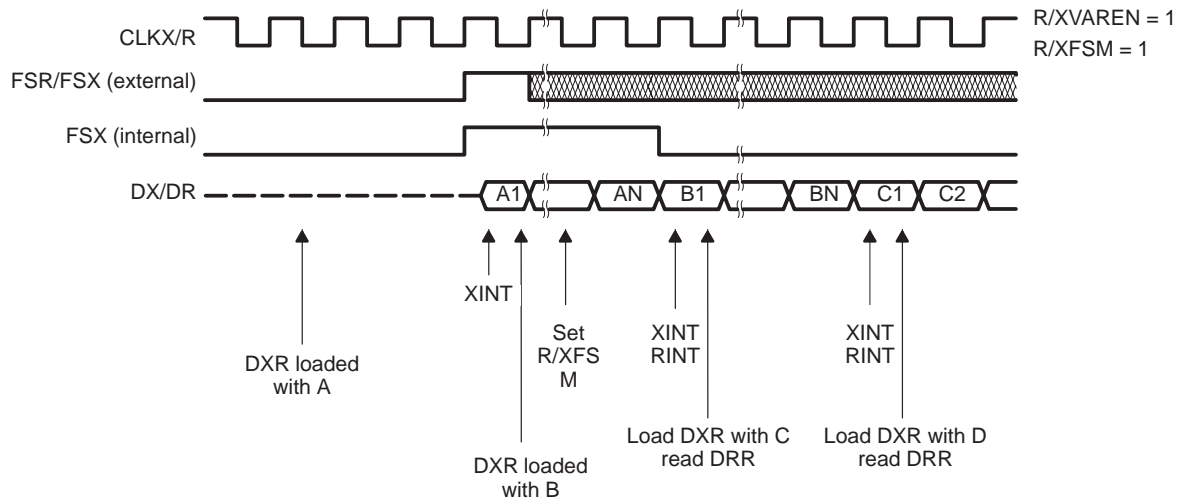 R/XVAREN = 1
CLKX/R
R/XFSM = 1
FSR/FSX (external)
FSX (internal)
DX/DR
A1
AN
B1
BN
C1
C2
XINT
Set
R/XFS
M
XINT
RINT
XINT
RINT
DXR loaded
with A
Load DXR with C
read DRR
Load DXR with D
read DRR
DXR loaded
with B